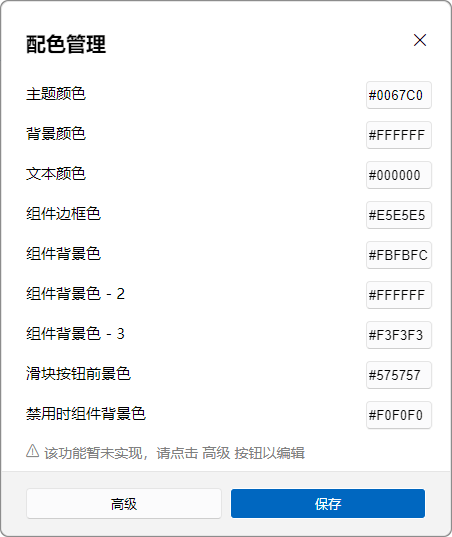 配色管理
主题颜色 #0067C0
背景颜色 #FFFFFF
文本颜色 #000000
组件边框色 #E5E5E5
组件背景色 #FBFBFC
组件背景色 - 2 #FFFFFF
组件背景色 - 3 #F3F3F3
滑块按钮前景色 #575757
禁用时组件背景色 #F0F0F0
该功能暂未实现，请点击 高级 按钮以编辑
高级 保存